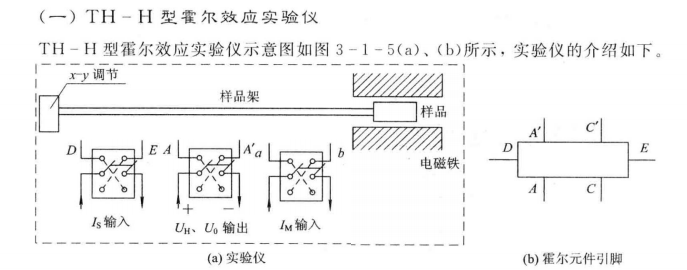 (一) TH-H 型霍尔效应实验仪
TH-H 型霍尔效应实验仪示意图如图 3-1-5(a)、(b)所示,实验仪的介绍如下。
x-y 调节
样品架
样品
电磁铁
D E A A′ a b
+ −
I_S 输入 U_H、U_0 输出 I_M 输入
(a) 实验仪
A′ C′
D E
A C
(b) 霍尔元件引脚